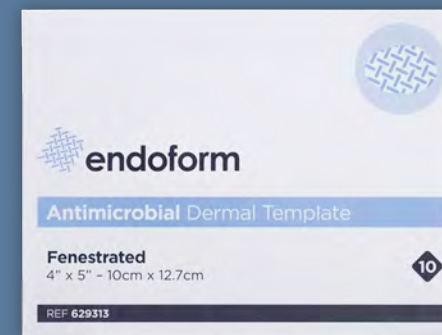 endoform
Antimicrobial Dermal Template
Fenestrated
4" x 5" – 10cm x 12.7cm
10
REF 629313